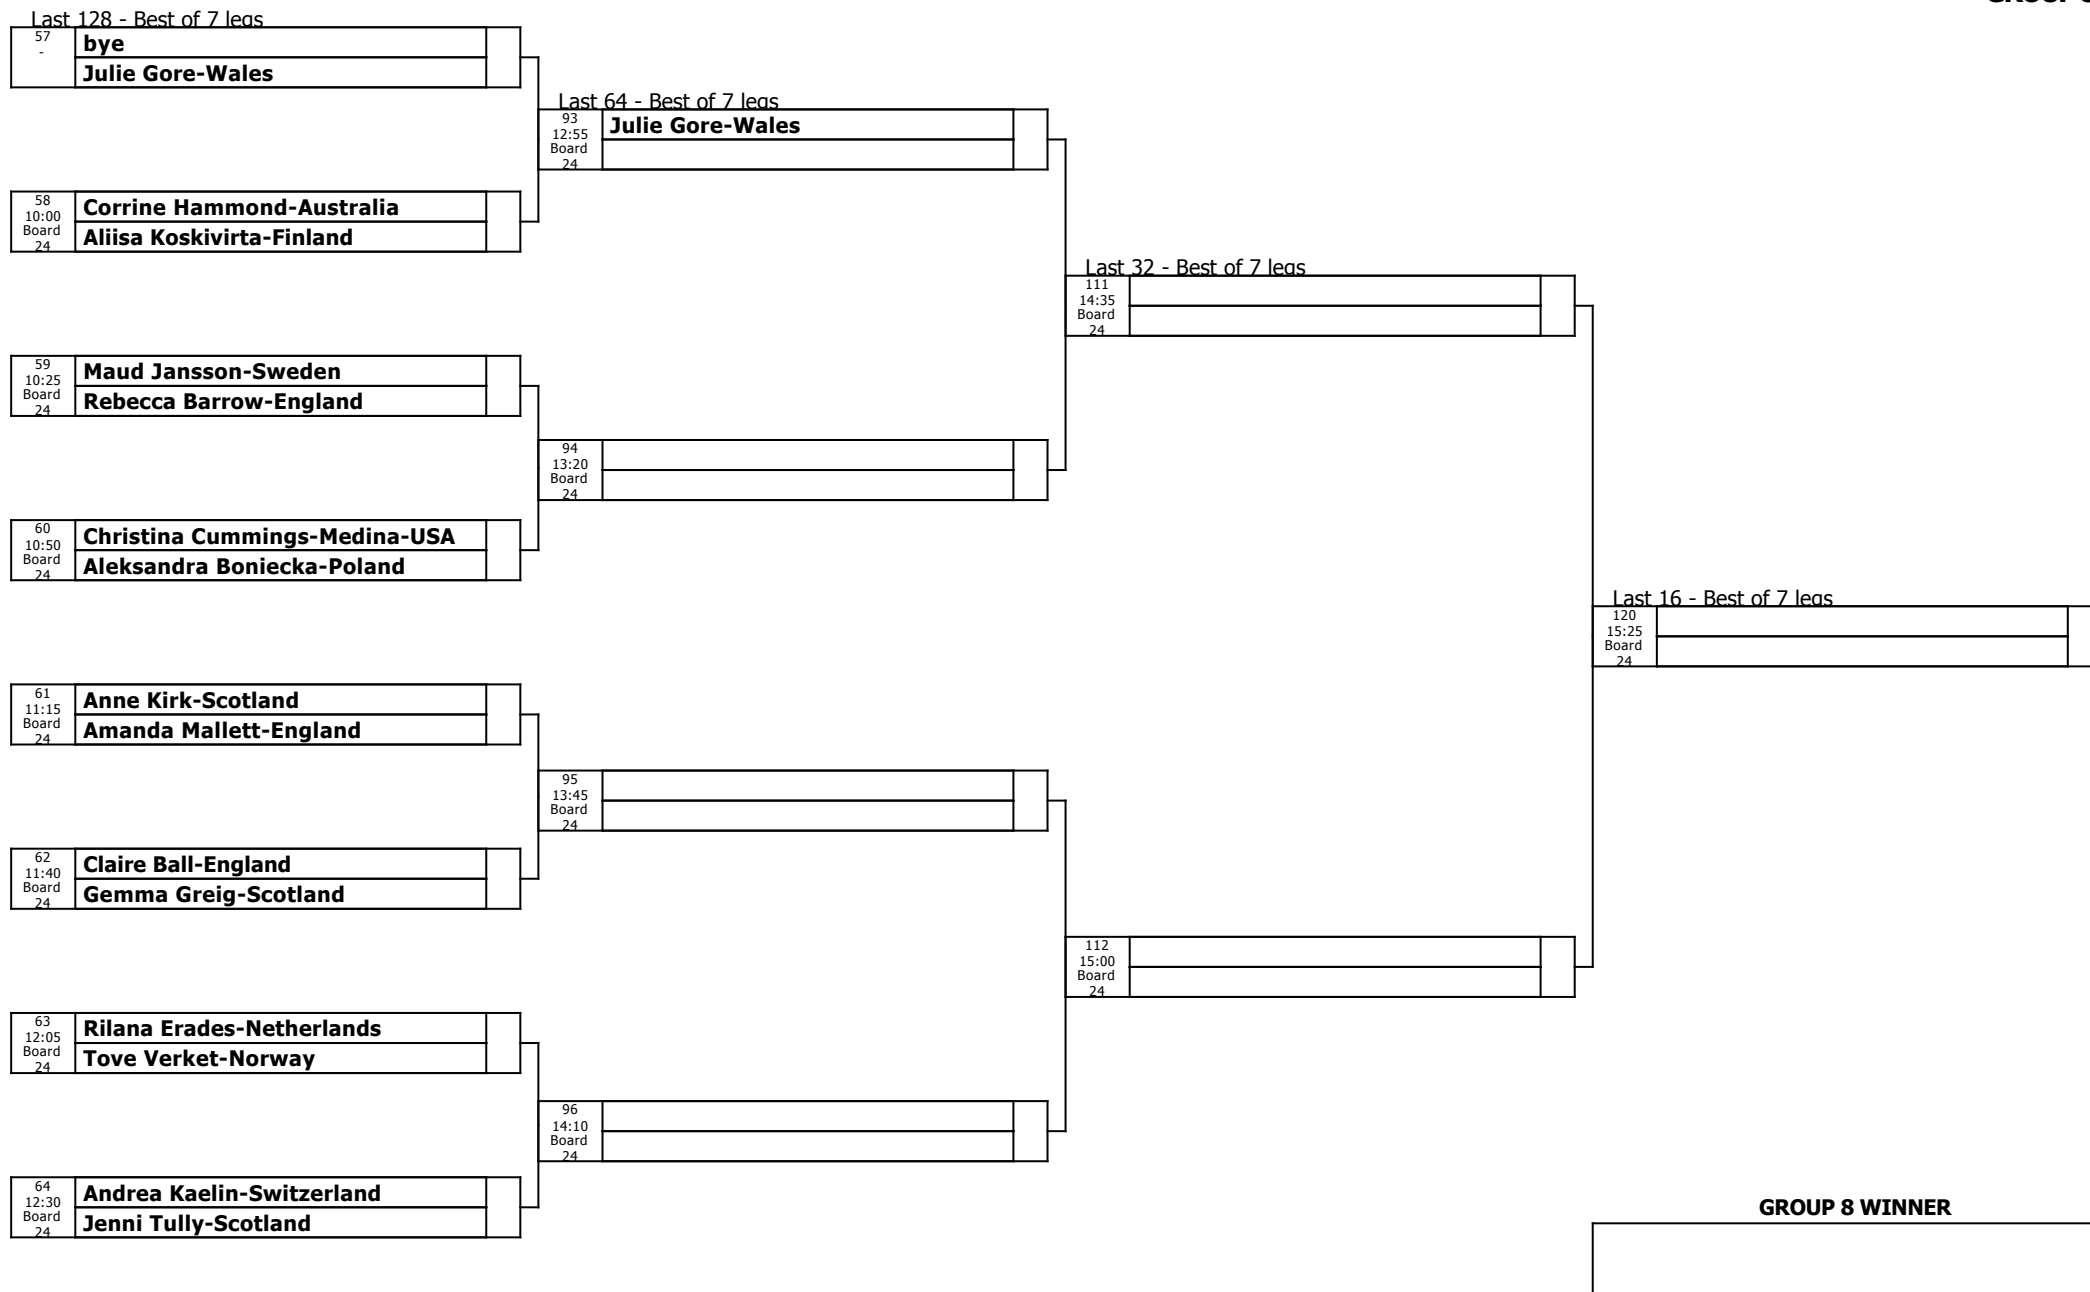 GROUP 8
Last 128 - Best of 7 legs
57
-
bye
Julie Gore-Wales
58
10:00
Board
24
Corrine Hammond-Australia
Aliisa Koskivirta-Finland
59
10:25
Board
24
Maud Jansson-Sweden
Rebecca Barrow-England
60
10:50
Board
24
Christina Cummings-Medina-USA
Aleksandra Boniecka-Poland
61
11:15
Board
24
Anne Kirk-Scotland
Amanda Mallett-England
62
11:40
Board
24
Claire Ball-England
Gemma Greig-Scotland
63
12:05
Board
24
Rilana Erades-Netherlands
Tove Verket-Norway
64
12:30
Board
24
Andrea Kaelin-Switzerland
Jenni Tully-Scotland
Last 64 - Best of 7 legs
93
12:55
Board
24
Julie Gore-Wales
94
13:20
Board
24
95
13:45
Board
24
96
14:10
Board
24
Last 32 - Best of 7 legs
111
14:35
Board
24
112
15:00
Board
24
Last 16 - Best of 7 legs
120
15:25
Board
24
GROUP 8 WINNER